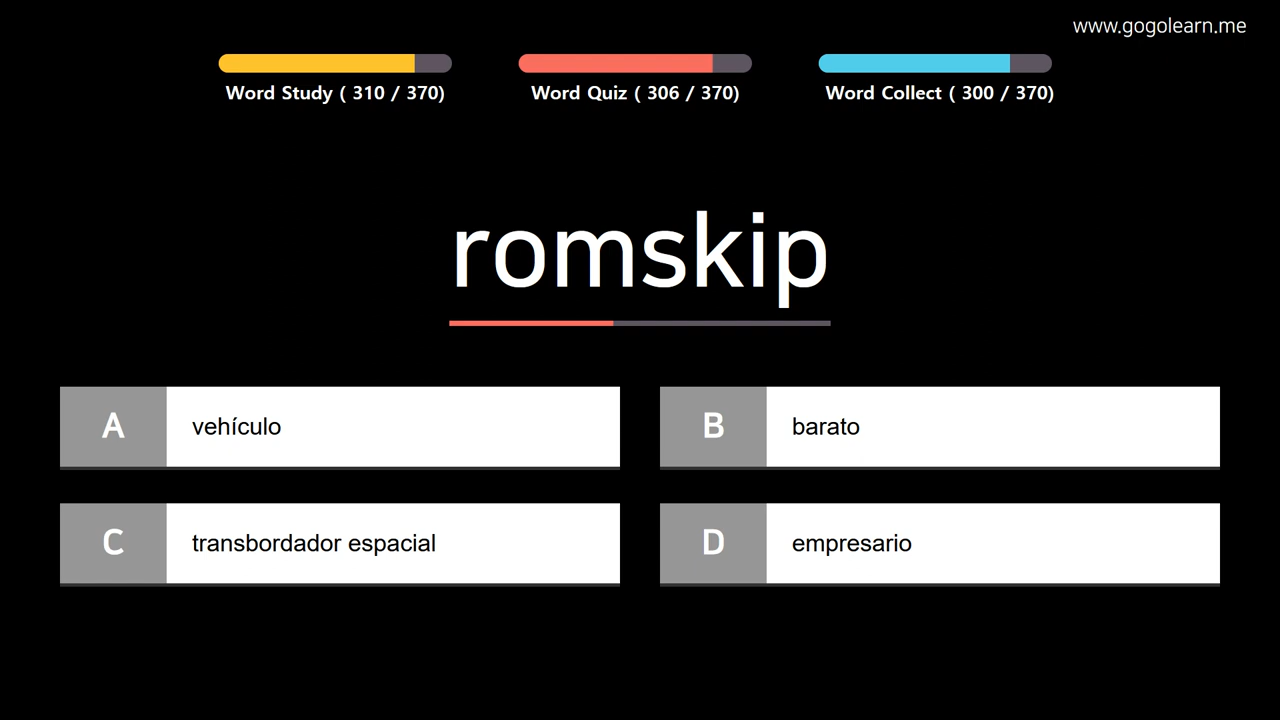 www.gogolearn.me
Word Study ( 310 / 370)
Word Quiz ( 306 / 370)
Word Collect ( 300 / 370)
romskip
A vehículo
B barato
C transbordador espacial
D empresario